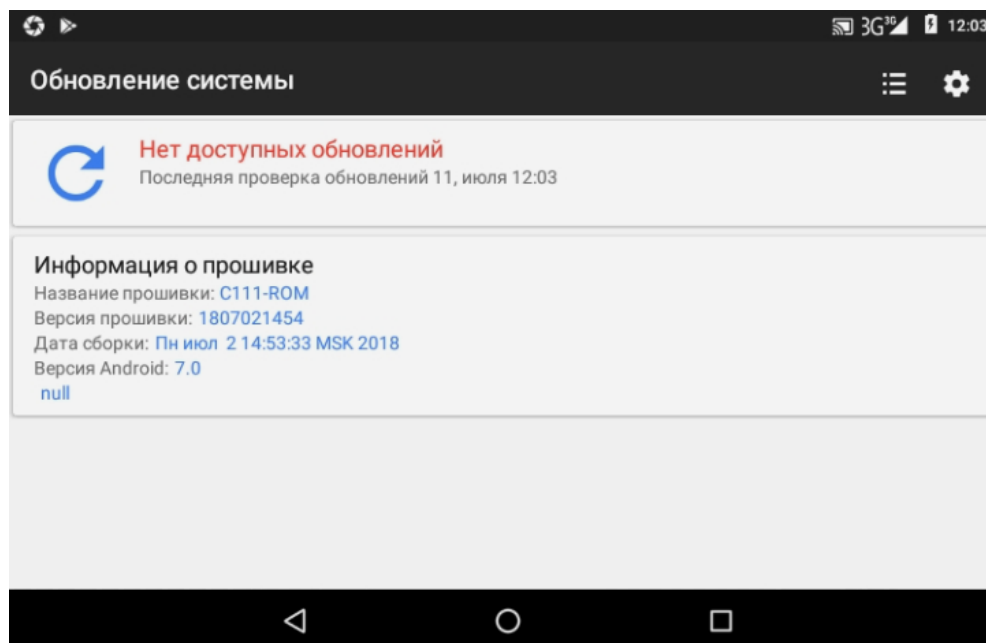 3G 3G 12:03
Обновление системы
Нет доступных обновлений
Последняя проверка обновлений 11, июля 12:03
Информация о прошивке
Название прошивки: C111-ROM
Версия прошивки: 1807021454
Дата сборки: Пн июл 2 14:53:33 MSK 2018
Версия Android: 7.0
null